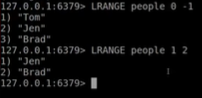 127.0.0.1:6379> LRANGE people 0 -1
1) "Tom"
2) "Jen"
3) "Brad"
127.0.0.1:6379> LRANGE people 1 2
1) "Jen"
2) "Brad"
127.0.0.1:6379>